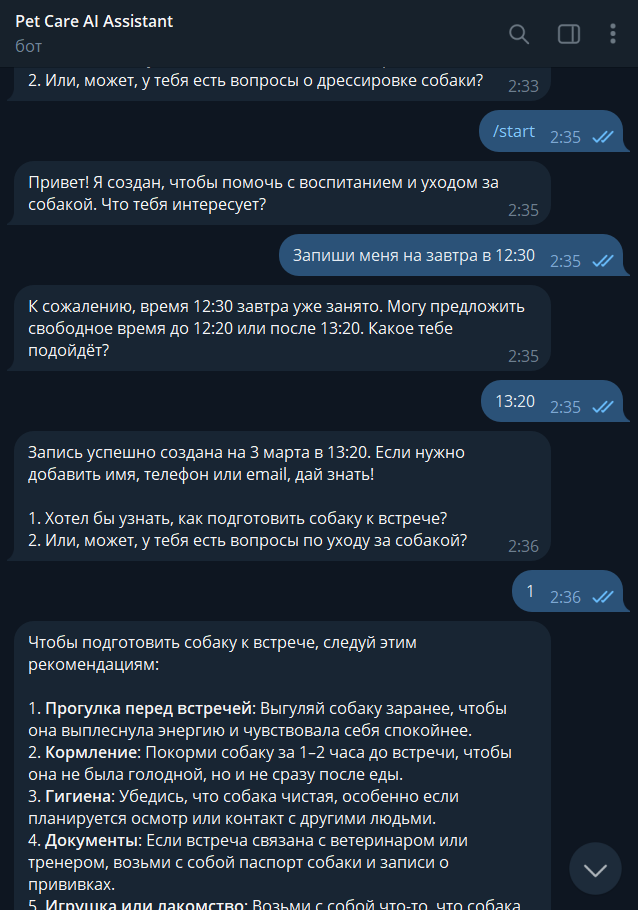 Pet Care AI Assistant
бот
2. Или, может, у тебя есть вопросы о дрессировке собаки?
2:33
/start 2:35
Привет! Я создан, чтобы помочь с воспитанием и уходом за
собакой. Что тебя интересует?
2:35
Запиши меня на завтра в 12:30 2:35
К сожалению, время 12:30 завтра уже занято. Могу предложить
свободное время до 12:20 или после 13:20. Какое тебе
подойдёт?
2:35
13:20 2:35
Запись успешно создана на 3 марта в 13:20. Если нужно
добавить имя, телефон или email, дай знать!
1. Хотел бы узнать, как подготовить собаку к встрече?
2. Или, может, у тебя есть вопросы по уходу за собакой?
2:36
1 2:36
Чтобы подготовить собаку к встрече, следуй этим
рекомендациям:
1. Прогулка перед встречей: Выгуляй собаку заранее, чтобы
она выплеснула энергию и чувствовала себя спокойнее.
2. Кормление: Покорми собаку за 1–2 часа до встречи, чтобы
она не была голодной, но и не сразу после еды.
3. Гигиена: Убедись, что собака чистая, особенно если
планируется осмотр или контакт с другими людьми.
4. Документы: Если встреча связана с ветеринаром или
тренером, возьми с собой паспорт собаки и записи о
прививках.
5. Игрушка или лакомство: Возьми с собой что-то, что собака